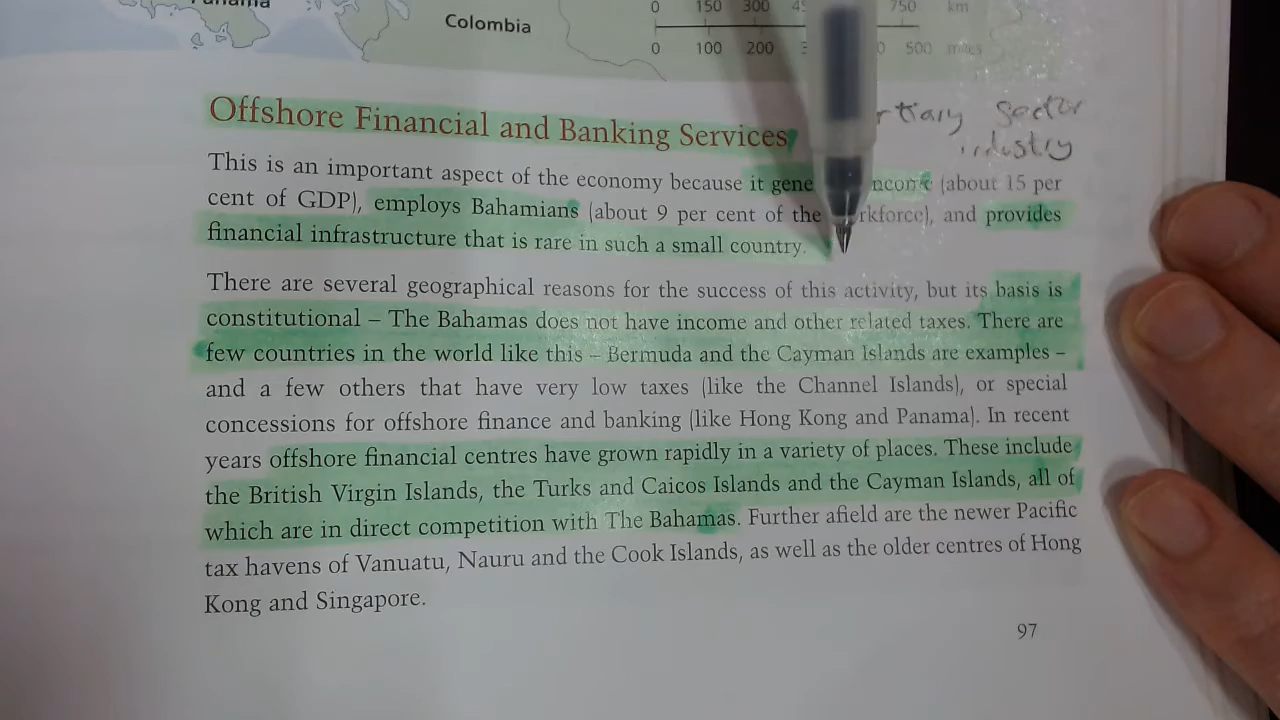 Colombia
0 150 300 750 km
0 100 200 500 miles
Offshore Financial and Banking Services
sector
industry
This is an important aspect of the economy because it (about 15 per
cent of GDP), employs Bahamians (about 9 per cent of the and provides
financial infrastructure that is rare in such a small country.
There are several geographical reasons for the success of this activity, but its basis is
constitutional – The Bahamas does not have income and other related taxes. There are
few countries in the world like this – Bermuda and the Cayman Islands are examples –
and a few others that have very low taxes (like the Channel Islands), or special
concessions for offshore finance and banking (like Hong Kong and Panama). In recent
years offshore financial centres have grown rapidly in a variety of places. These include
the British Virgin Islands, the Turks and Caicos Islands and the Cayman Islands, all of
which are in direct competition with The Bahamas. Further afield are the newer Pacific
tax havens of Vanuatu, Nauru and the Cook Islands, as well as the older centres of Hong
Kong and Singapore.
97